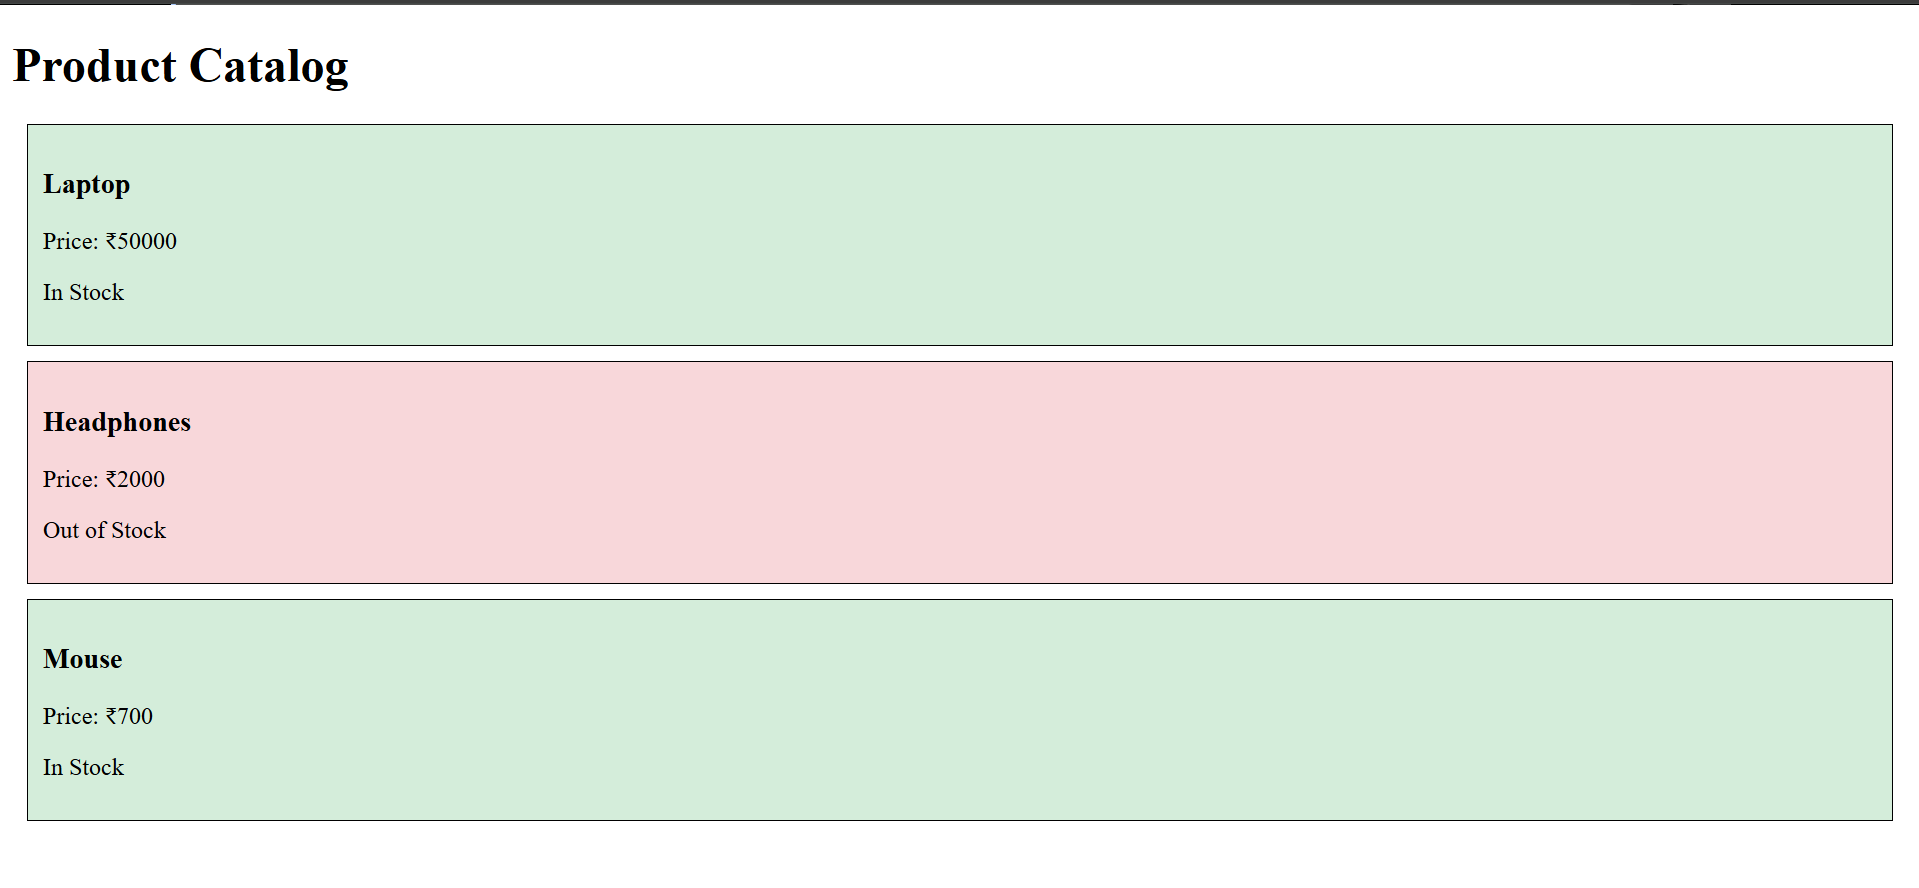 Product Catalog
Laptop
Price: ₹50000
In Stock
Headphones
Price: ₹2000
Out of Stock
Mouse
Price: ₹700
In Stock